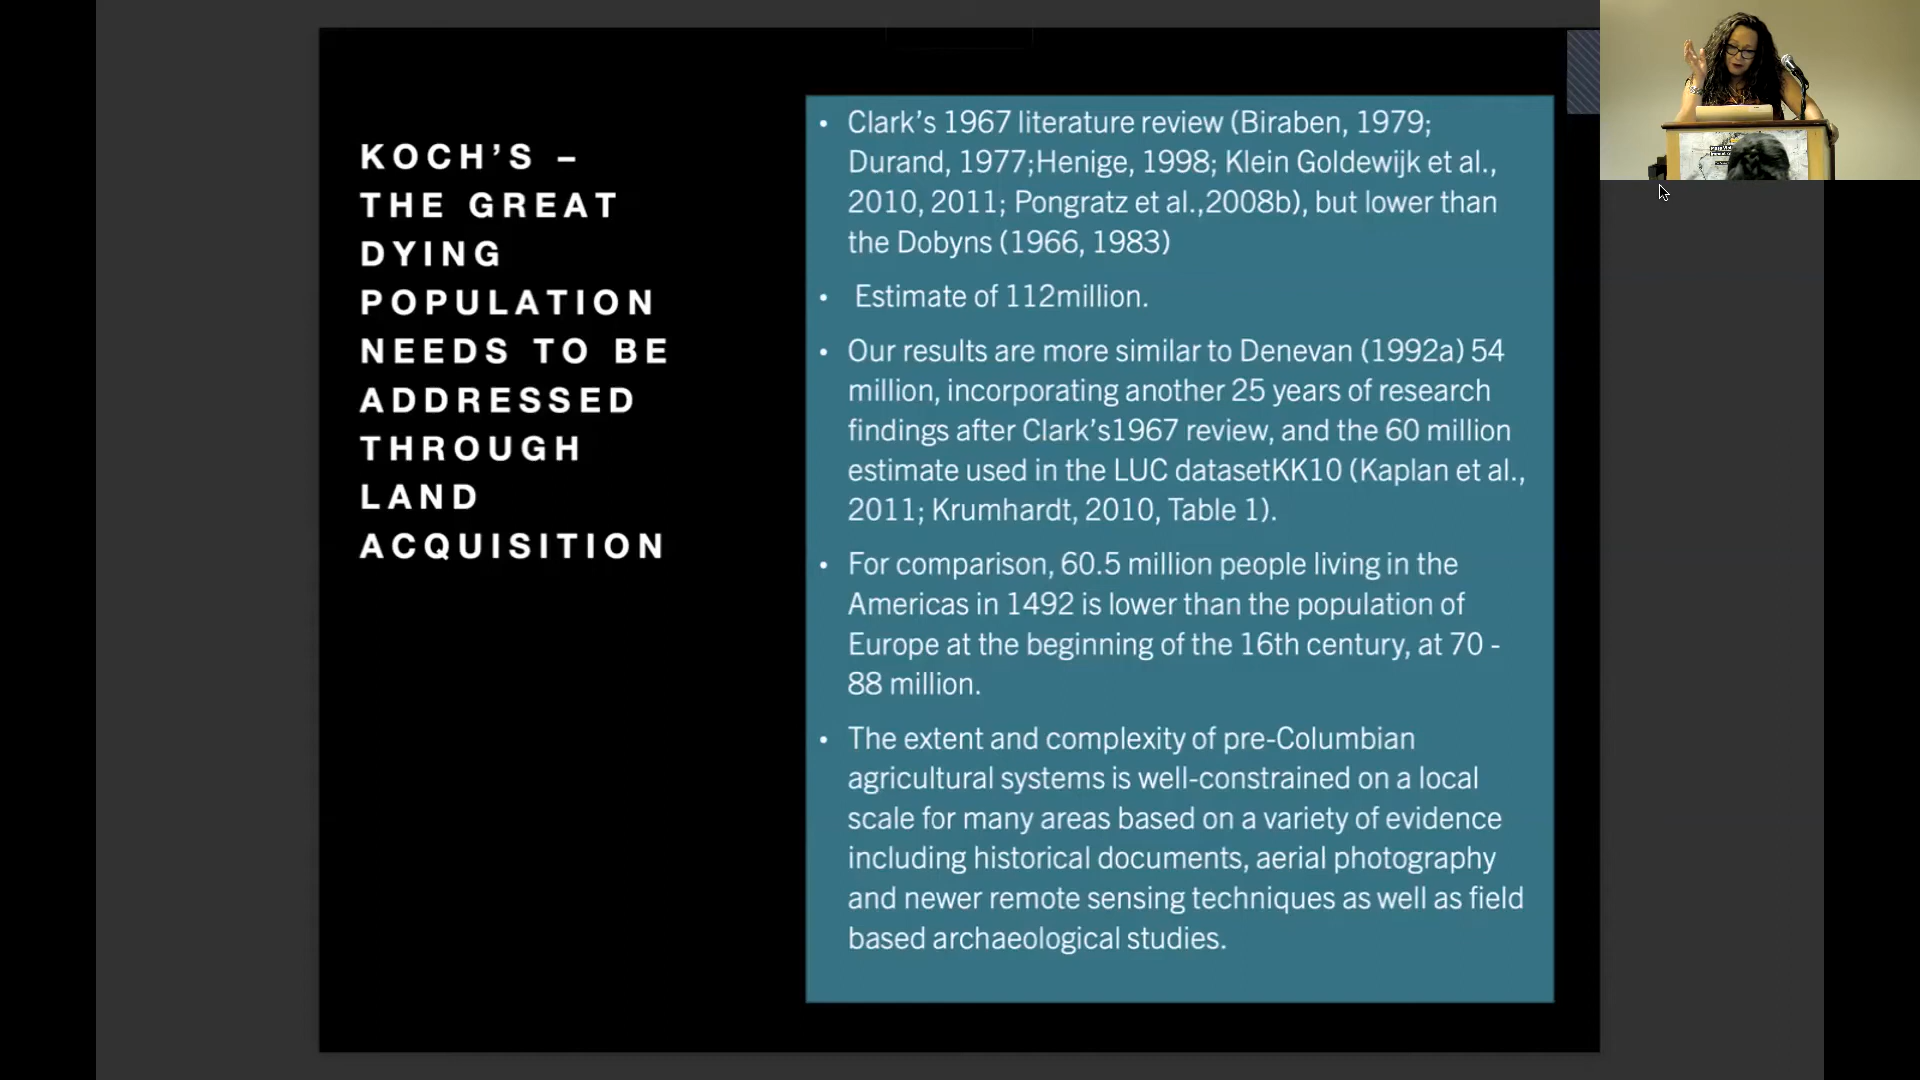 KOCH'S –
THE GREAT
DYING
POPULATION
NEEDS TO BE
ADDRESSED
THROUGH
LAND
ACQUISITION
• Clark's 1967 literature review (Biraben, 1979;
Durand, 1977;Henige, 1998; Klein Goldewijk et al.,
2010, 2011; Pongratz et al.,2008b), but lower than
the Dobyns (1966, 1983)
• Estimate of 112million.
• Our results are more similar to Denevan (1992a) 54
million, incorporating another 25 years of research
findings after Clark's1967 review, and the 60 million
estimate used in the LUC datasetKK10 (Kaplan et al.,
2011; Krumhardt, 2010, Table 1).
• For comparison, 60.5 million people living in the
Americas in 1492 is lower than the population of
Europe at the beginning of the 16th century, at 70 -
88 million.
• The extent and complexity of pre-Columbian
agricultural systems is well-constrained on a local
scale for many areas based on a variety of evidence
including historical documents, aerial photography
and newer remote sensing techniques as well as field
based archaeological studies.